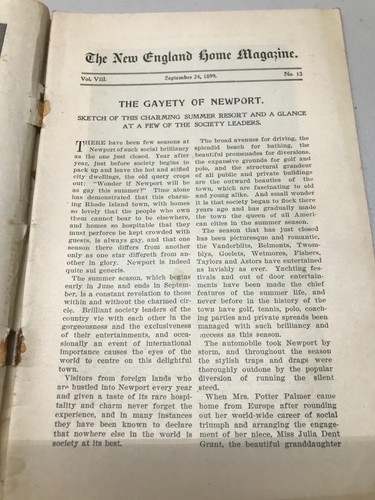 The New England Home Magazine.
Vol. VIII. September 24, 1899. No. 13
THE GAYETY OF NEWPORT.
SKETCH OF THIS CHARMING SUMMER RESORT AND A GLANCE
AT A FEW OF THE SOCIETY LEADERS.
THERE have been few seasons at
Newport of such social brilliancy
as the one just closed. Year after
year, just before society begins to
pack up and leave the hot and stifled
city dwellings, the old query crops
out: "Wonder if Newport will be
as gay this summer?" Time alone
has demonstrated that this charm-
ing Rhode Island town, with homes
so lovely that the people who own
them cannot bear to be elsewhere,
and homes so hospitable that they
must perforce be kept crowded with
guests, is always gay, and that one
season there differs from another
only as one star differeth from an-
other in glory. Newport is indeed
quite sui generis.
The summer season, which begins
early in June and ends in Septem-
ber, is a constant revelation to those
within and without the charmed cir-
cle. Brilliant society leaders of the
country vie with each other in the
gorgeousness and the exclusiveness
of their entertainments, and occa-
sionally an event of international
importance causes the eyes of the
world to centre on this delightful
town.
Visitors from foreign lands who
are hustled into Newport every year
and given a taste of its rare hospi-
tality and charm never forget the
experience, and in many instances
they have been known to declare
that nowhere else in the world is
society at its best.
The broad avenues for driving, the
splendid beach for bathing, the
beautiful promenades for diversions,
the expansive grounds for golf and
polo, and the structural grandeur
of all public and private buildings
are the outward beauties of the
town, which are fascinating to old
and young alike. And small wonder
it is that society began to flock there
years ago and has gradually made
the town the queen of all Ameri-
can cities in the summer season.
The season that has just closed
has been picturesque and romantic,
the Vanderbilts, Belmonts, Twom-
blys, Goelets, Wetmores, Fishers,
Taylors and Astors have entertained
as lavishly as ever. Yachting fes-
tivals and out of door entertain-
ments have been made the chief
features of the summer life, and
never before in the history of the
town have golf, tennis, polo, coach-
ing parties and private spreads been
managed with such brilliancy and
success as this season.
The automobile took Newport by
storm, and throughout the season
the stylish traps and drags were
thoroughly outdone by the popular
diversion of running the silent
steed.
When Mrs. Potter Palmer came
home from Europe after rounding
out her world-wide career of social
triumph and arranging the engage-
ment of her niece, Miss Julia Dent
Grant, the beautiful granddaughter